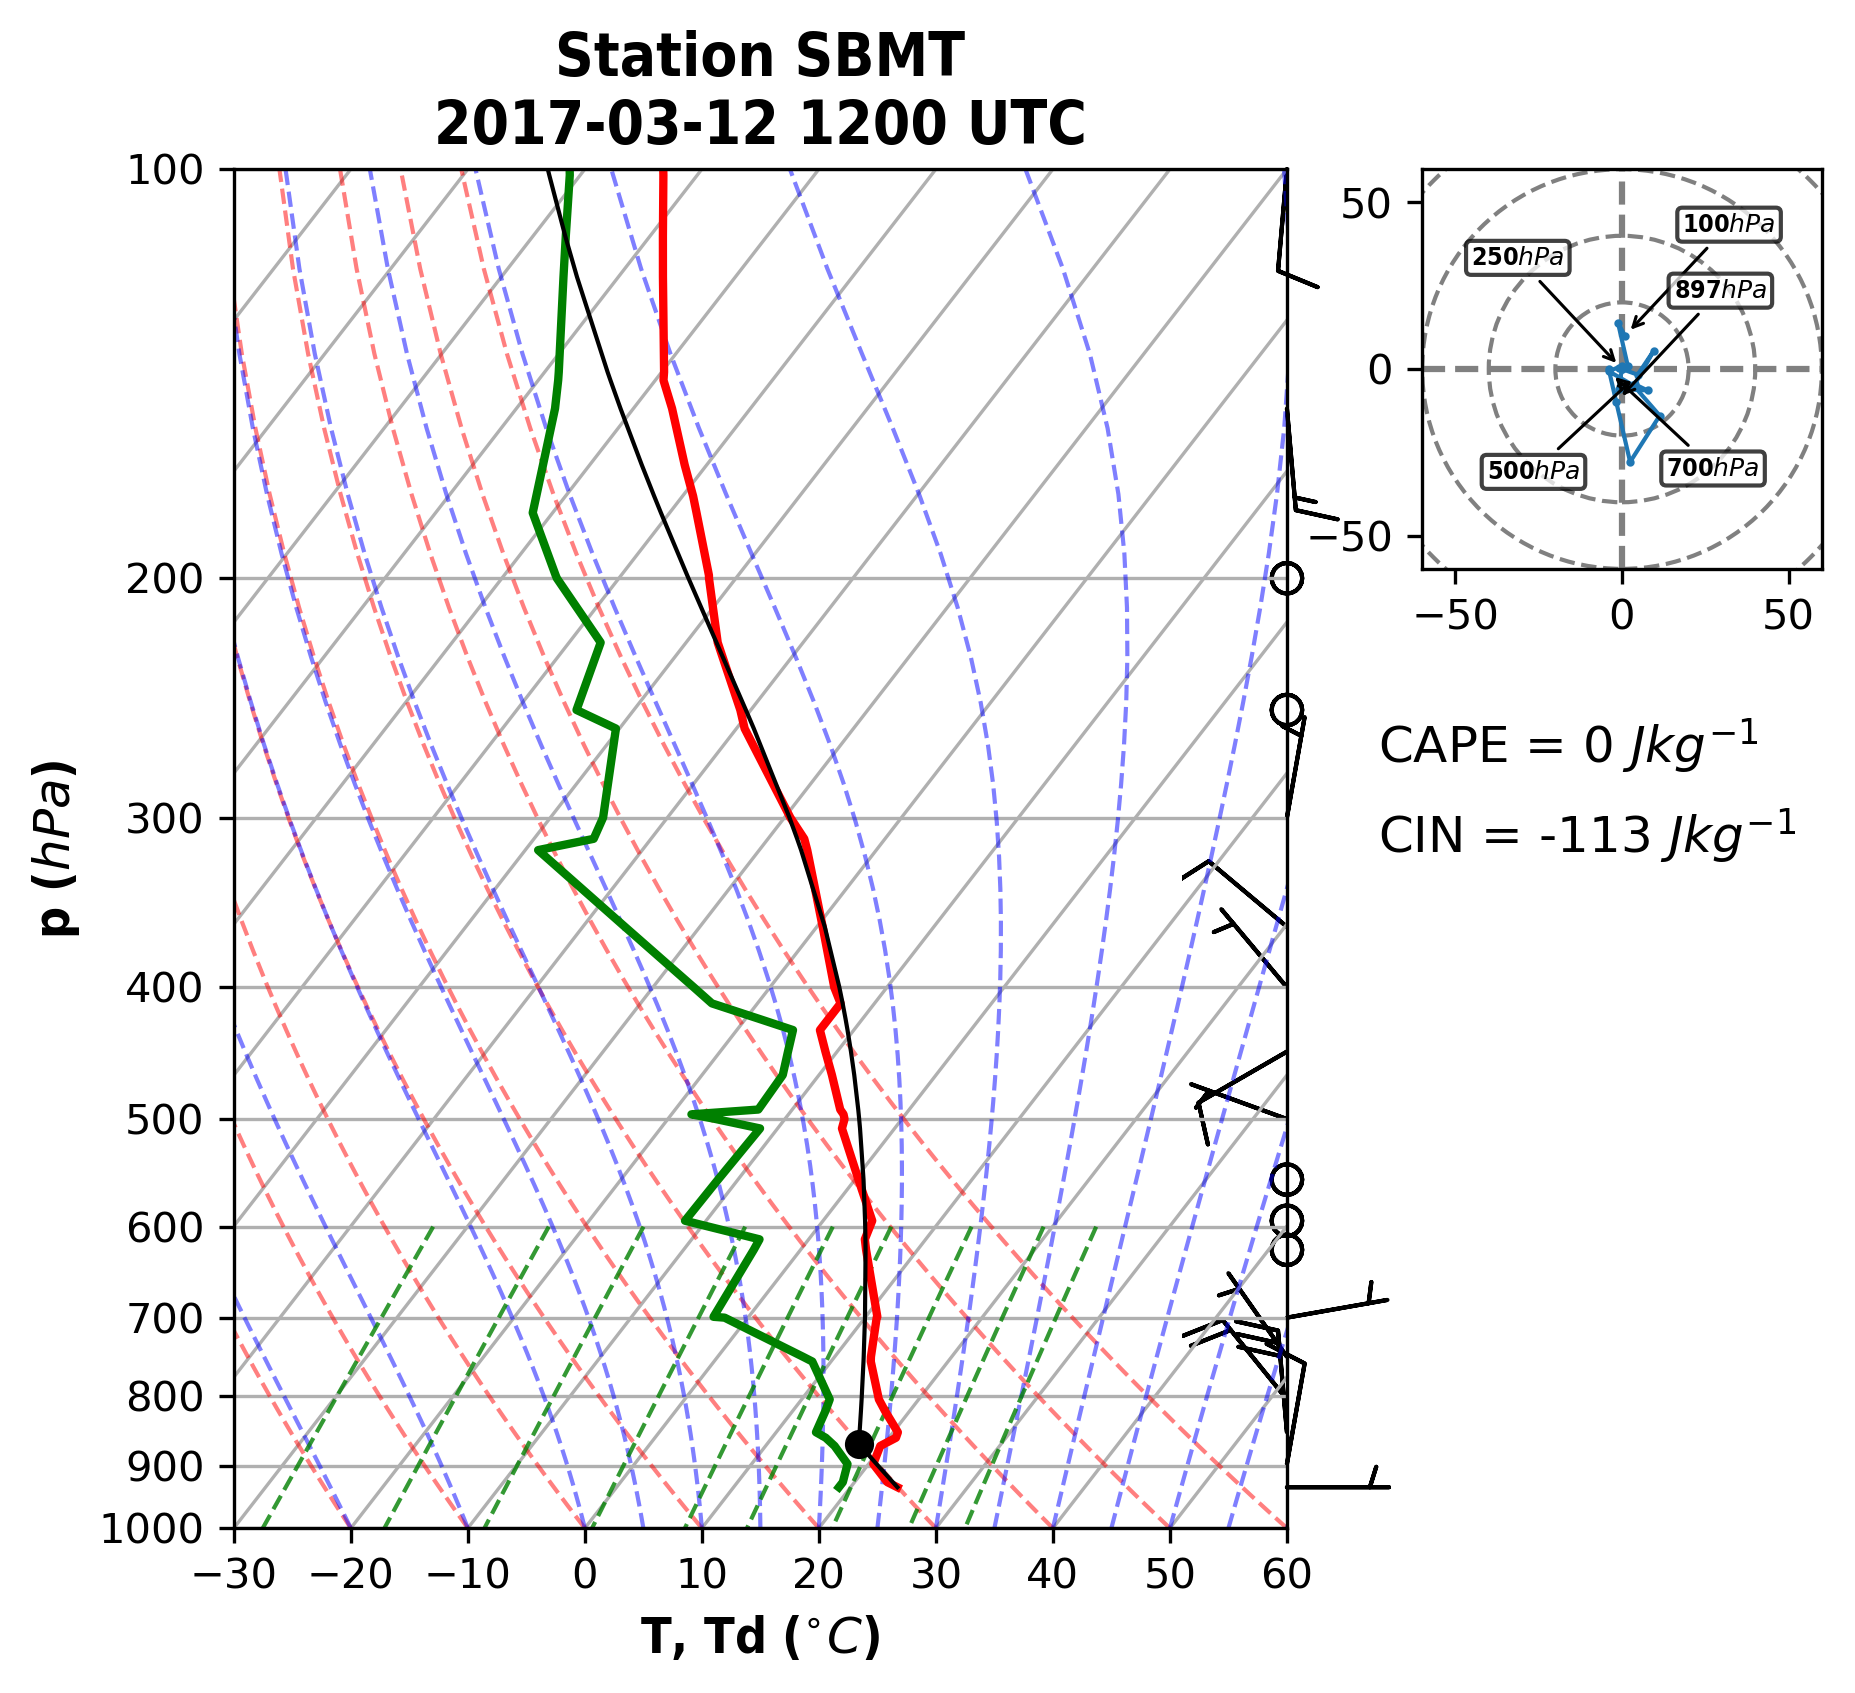 Station SBMT
2017-03-12 1200 UTC
100
200
300
400
500
600
700
800
900
1000
p (hPa)
−30 −20 −10 0 10 20 30 40 50 60
T, Td (°C)
50
0
−50
−50 0 50
100hPa
250hPa
897hPa
500hPa
700hPa
CAPE = 0 Jkg⁻¹
CIN = -113 Jkg⁻¹